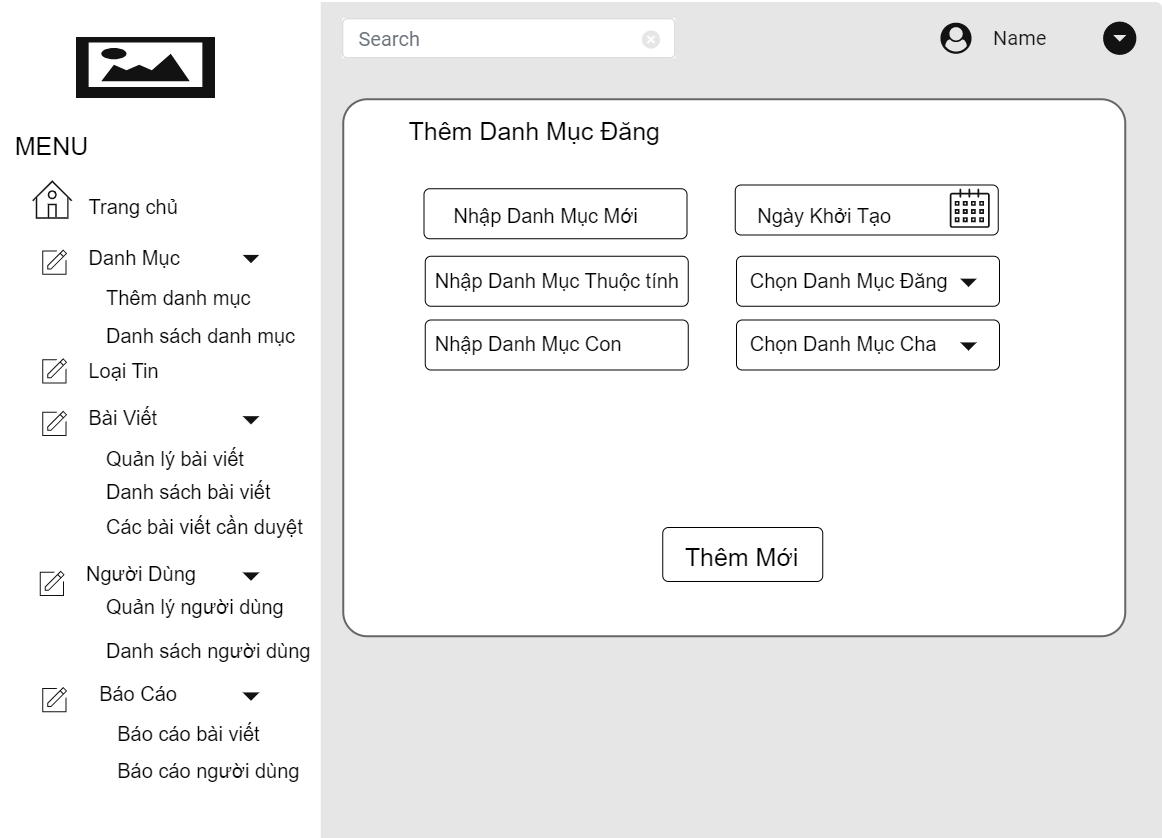 Search
Name
MENU
Trang chủ
Danh Mục
Thêm danh mục
Danh sách danh mục
Loại Tin
Bài Viết
Quản lý bài viết
Danh sách bài viết
Các bài viết cần duyệt
Người Dùng
Quản lý người dùng
Danh sách người dùng
Báo Cáo
Báo cáo bài viết
Báo cáo người dùng
Thêm Danh Mục Đăng
Nhập Danh Mục Mới
Ngày Khởi Tạo
Nhập Danh Mục Thuộc tính
Chọn Danh Mục Đăng
Nhập Danh Mục Con
Chọn Danh Mục Cha
Thêm Mới